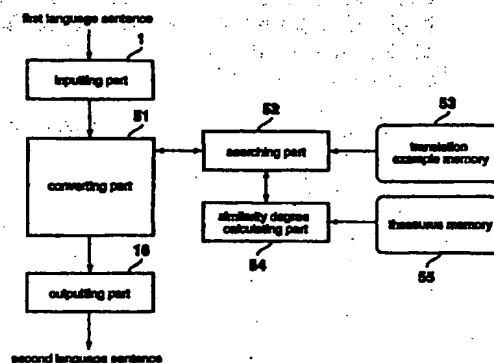 first language sentence
1
inputting part
51
52
53
converting part
searching part
translation
example memory
similarity degree
calculating part
thesaurus memory
54
55
16
outputting part
second language sentence